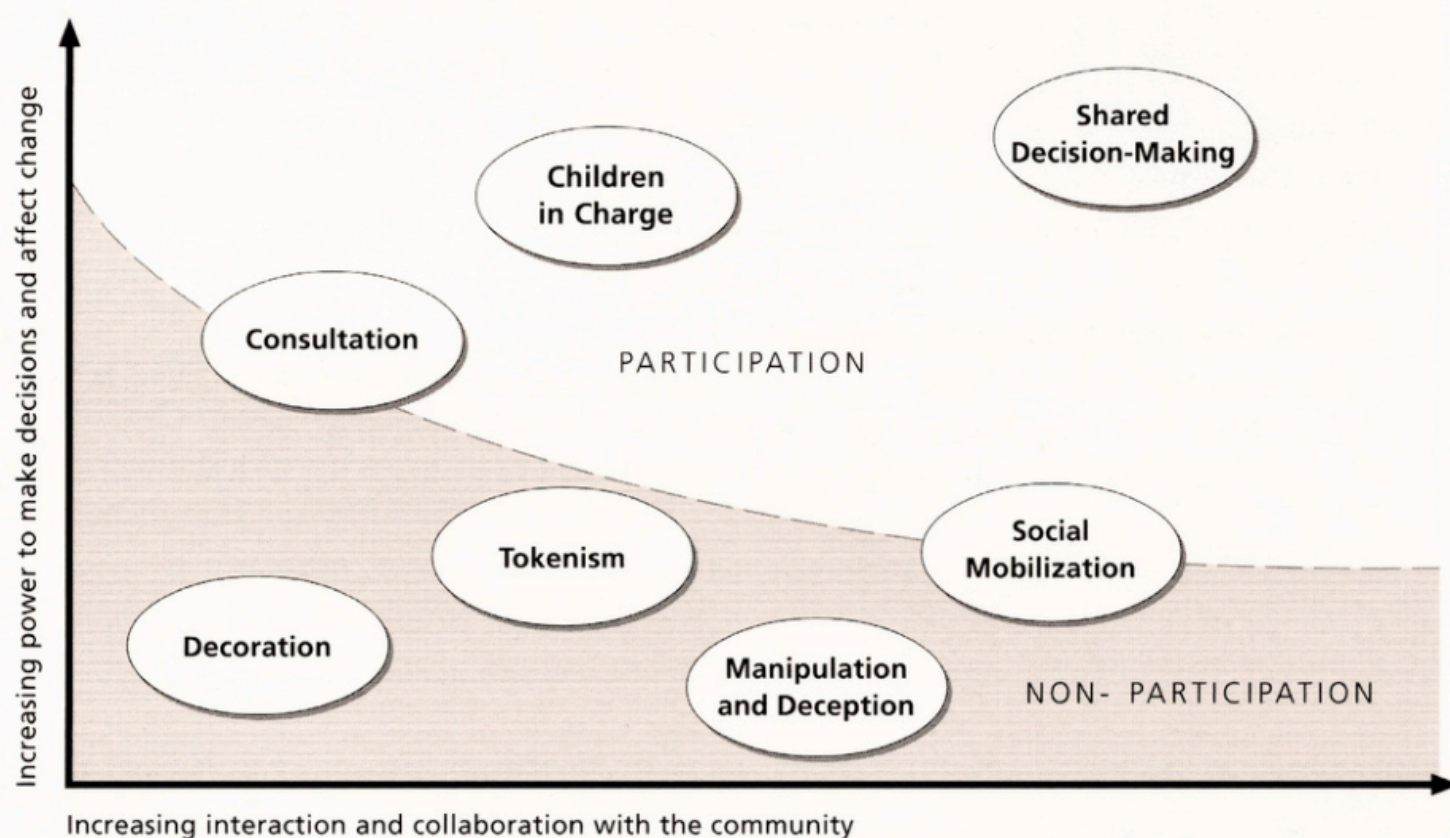 Increasing power to make decisions and affect change
Shared
Decision-Making
Children
in Charge
Consultation
PARTICIPATION
Social
Mobilization
Tokenism
Decoration
Manipulation
and Deception
NON- PARTICIPATION
Increasing interaction and collaboration with the community